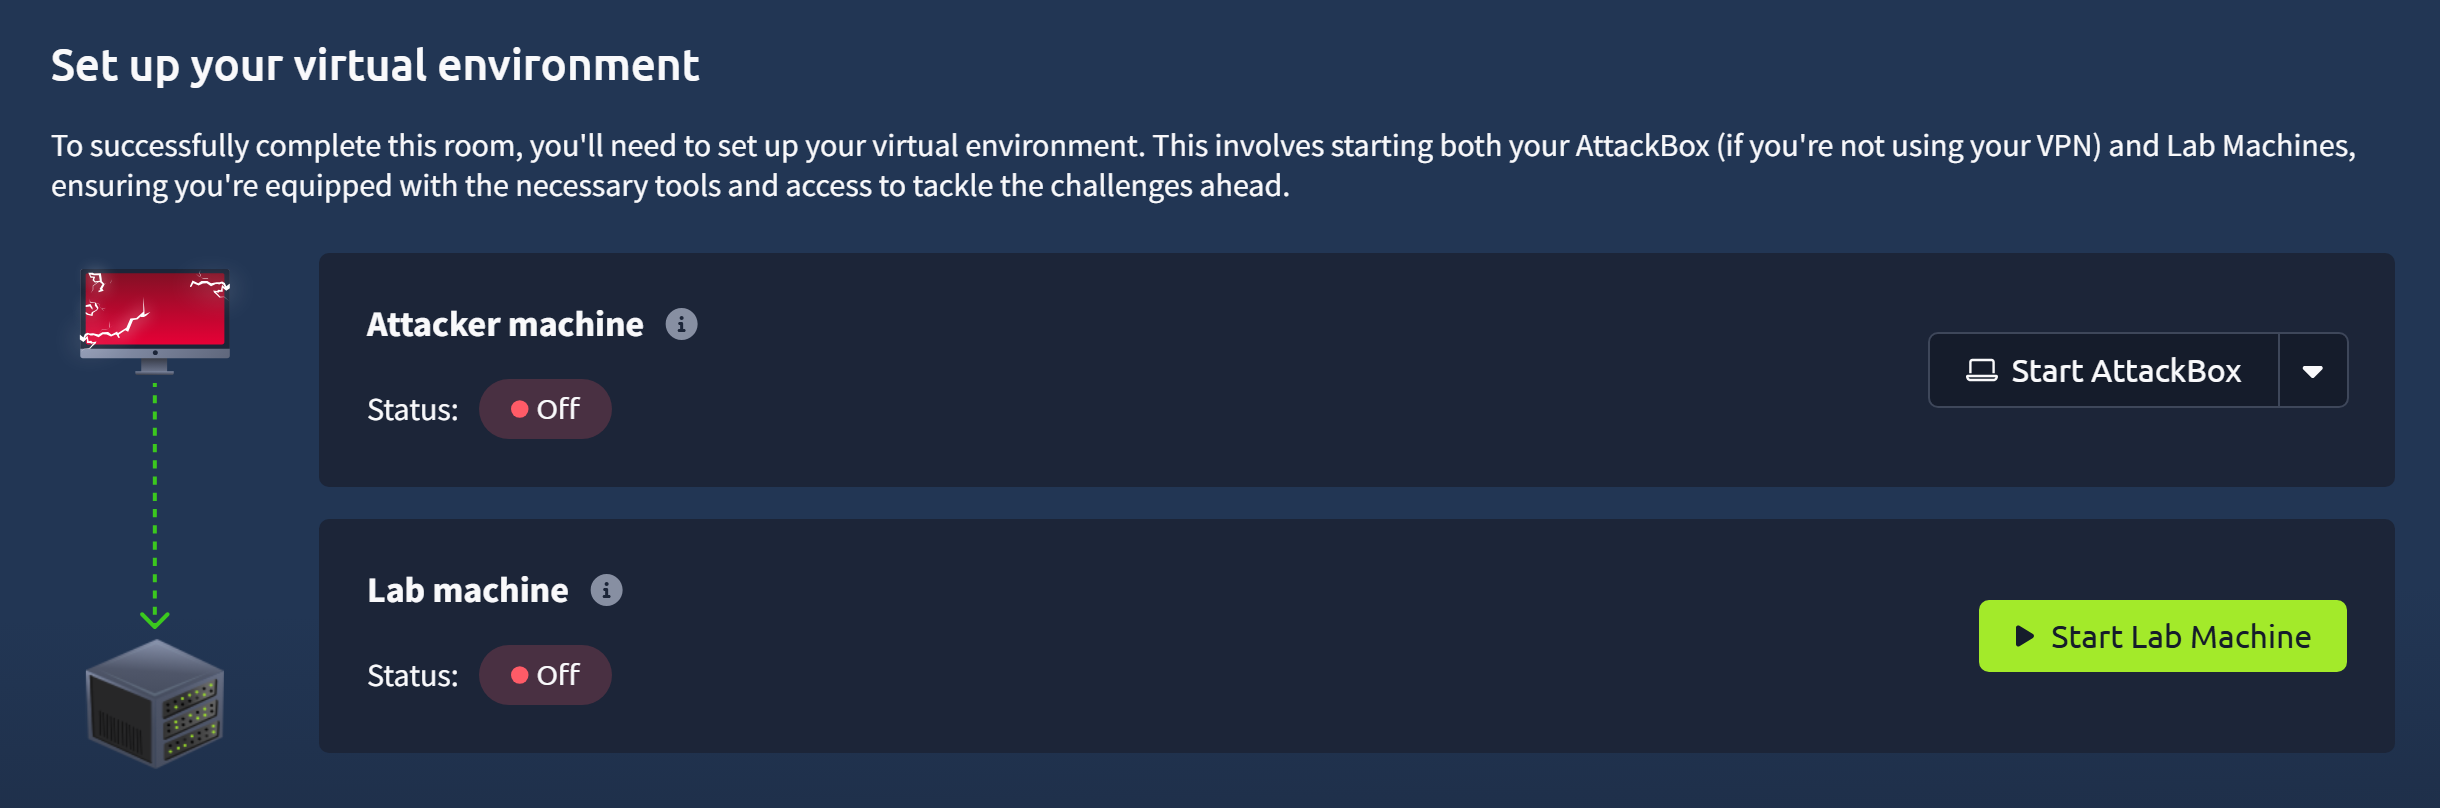 Set up your virtual environment
To successfully complete this room, you'll need to set up your virtual environment. This involves starting both your AttackBox (if you're not using your VPN) and Lab Machines,
ensuring you're equipped with the necessary tools and access to tackle the challenges ahead.
Attacker machine
Status: Off
Start AttackBox
Lab machine
Status: Off
Start Lab Machine